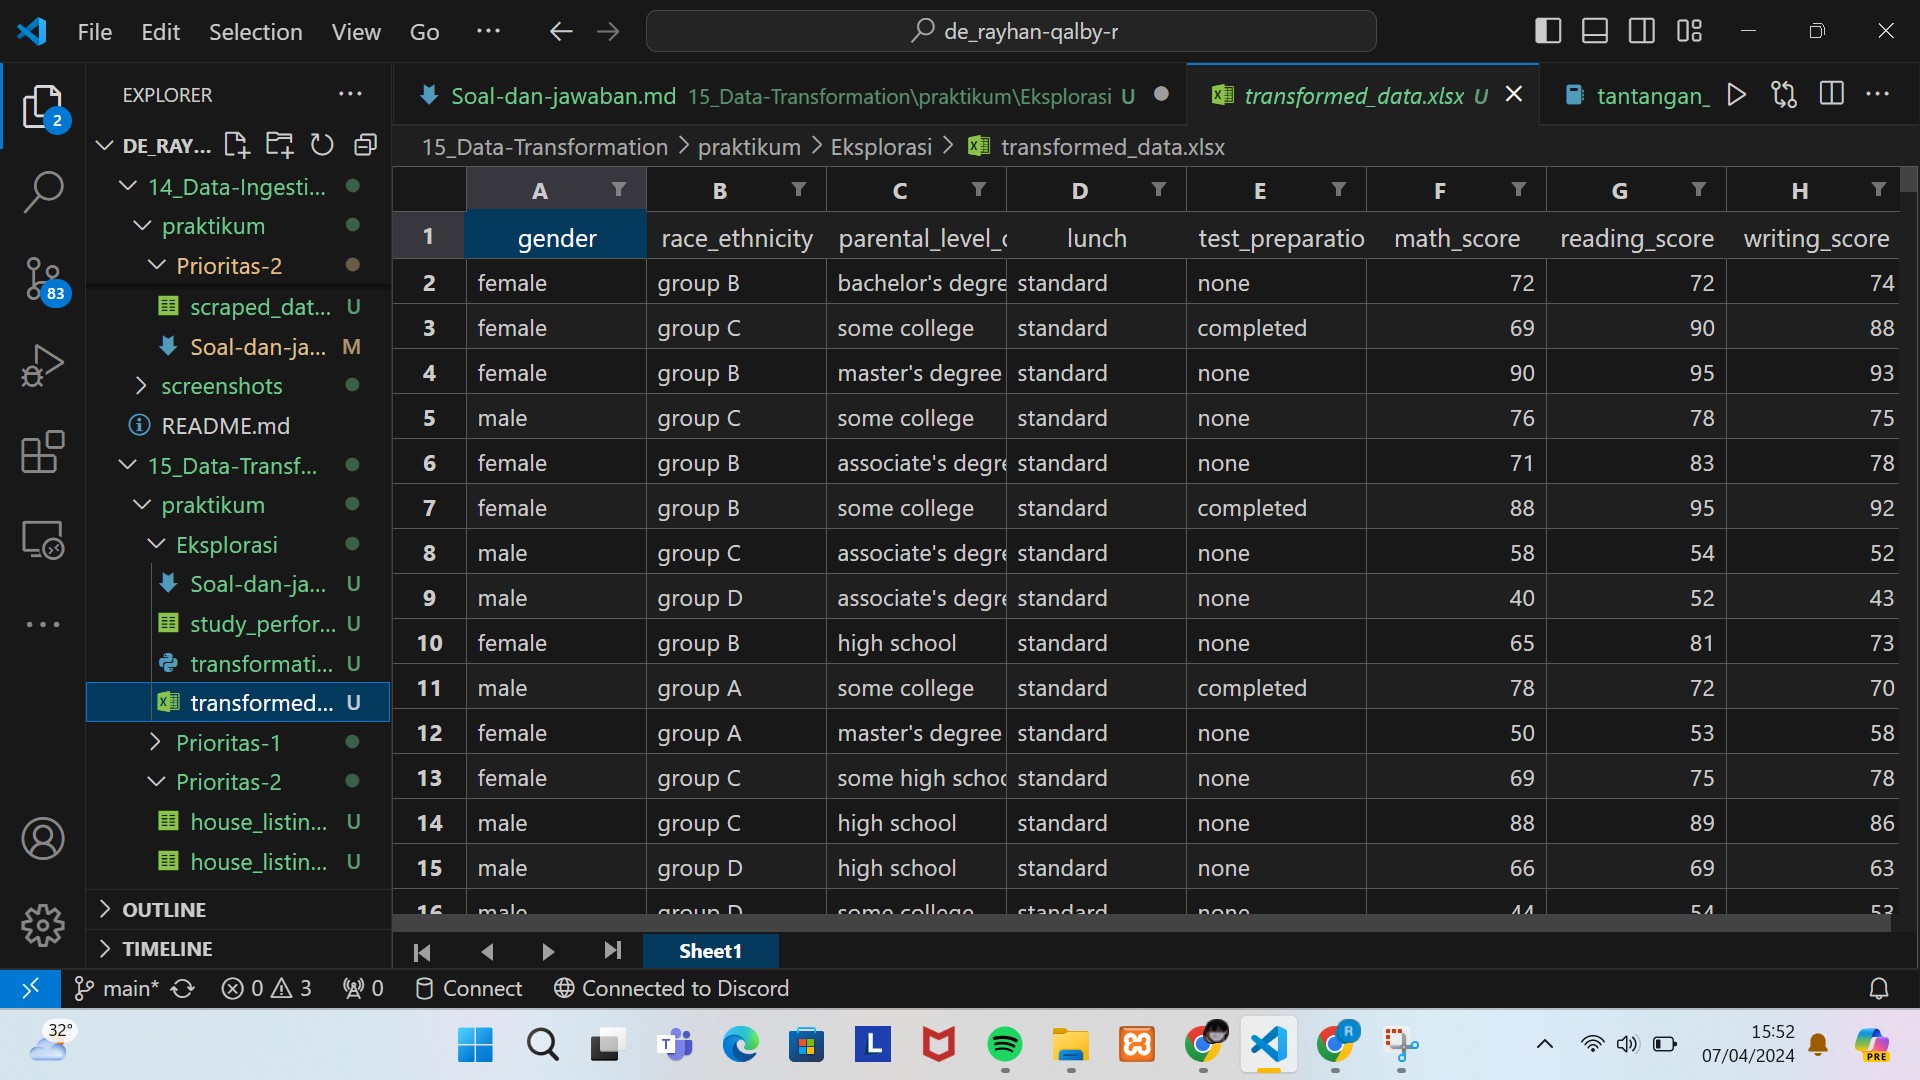 File Edit Selection View Go ··· de_rayhan-qalby-r
EXPLORER ···
Soal-dan-jawaban.md 15_Data-Transformation\praktikum\Eksplorasi U
transformed_data.xlsx U
tantangan_
DE_RAY...
15_Data-Transformation > praktikum > Eksplorasi > transformed_data.xlsx
14_Data-Ingesti...
praktikum
Prioritas-2
scraped_dat... U
Soal-dan-ja... M
screenshots
README.md
15_Data-Transf...
praktikum
Eksplorasi
Soal-dan-ja... U
study_perfor... U
transformati... U
transformed... U
Prioritas-1
Prioritas-2
house_listin... U
house_listin... U
OUTLINE
TIMELINE
2
83
A B C D E F G H
1 gender race_ethnicity parental_level_ lunch test_preparatio math_score reading_score writing_score
2 female group B bachelor's degre standard none 72 72 74
3 female group C some college standard completed 69 90 88
4 female group B master's degree standard none 90 95 93
5 male group C some college standard none 76 78 75
6 female group B associate's degre standard none 71 83 78
7 female group B some college standard completed 88 95 92
8 male group C associate's degre standard none 58 54 52
9 male group D associate's degre standard none 40 52 43
10 female group B high school standard none 65 81 73
11 male group A some college standard completed 78 72 70
12 female group A master's degree standard none 50 53 58
13 female group C some high schoo standard none 69 75 78
14 male group C high school standard none 88 89 86
15 male group D high school standard none 66 69 63
16 male group D some college standard none 44 54 53
Sheet1
main* 0 3 0 Connect Connected to Discord
32°
T
L
R
15:52
07/04/2024
PRE